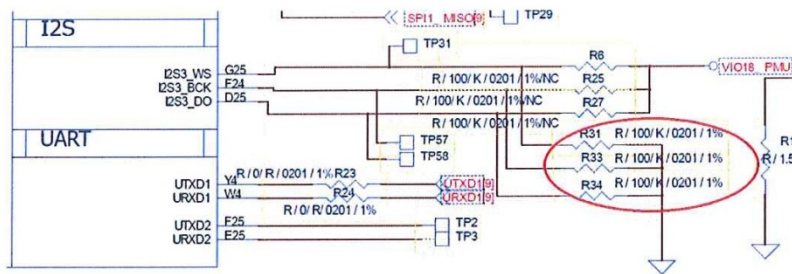 SPI1_MISO[9] TP29
I2S
TP31
I2S3_WS G25 R6 VIO18_PMU
I2S3_BCK F24 R/100/K/0201/1%/NC R25
I2S3_DO D25 R/100/K/0201/1%/NC R27
R/100/K/0201/1%/NC
UART
TP57 R31 R/100/K/0201/1% R1
TP58 R33 R/100/K/0201/1% R/1.5
R/0/R/0201/1% R23 R/100/K/0201/1%
UTXD1 Y4 UTXD1[9] R34
URXD1 W4 R24 URXD1[9]
R/0/R/0201/1%
UTXD2 F25 TP2
URXD2 E25 TP3